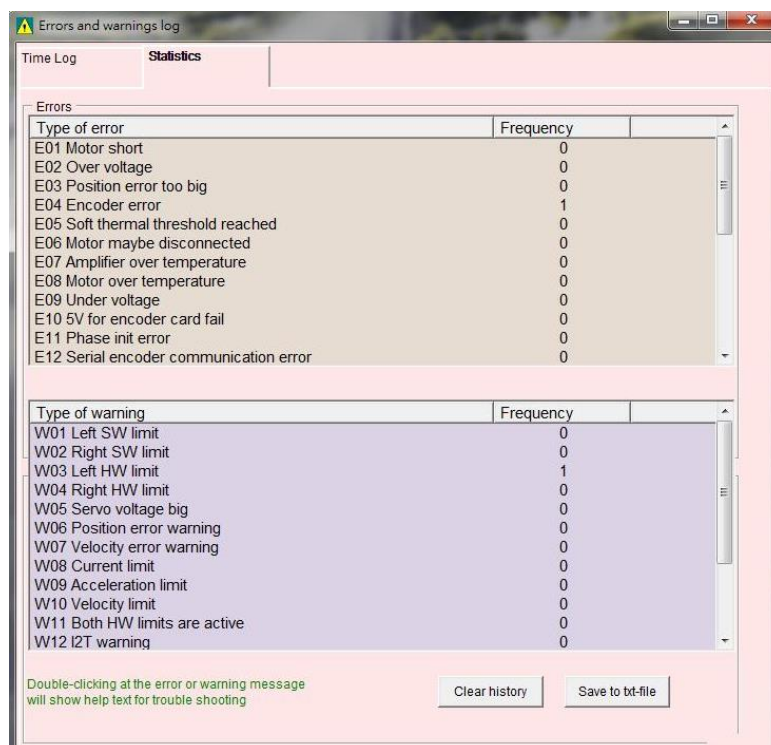 Errors and warnings log
Time Log Statistics
Errors
Type of error Frequency
E01 Motor short 0
E02 Over voltage 0
E03 Position error too big 0
E04 Encoder error 1
E05 Soft thermal threshold reached 0
E06 Motor maybe disconnected 0
E07 Amplifier over temperature 0
E08 Motor over temperature 0
E09 Under voltage 0
E10 5V for encoder card fail 0
E11 Phase init error 0
E12 Serial encoder communication error 0
Type of warning Frequency
W01 Left SW limit 0
W02 Right SW limit 0
W03 Left HW limit 1
W04 Right HW limit 0
W05 Servo voltage big 0
W06 Position error warning 0
W07 Velocity error warning 0
W08 Current limit 0
W09 Acceleration limit 0
W10 Velocity limit 0
W11 Both HW limits are active 0
W12 I2T warning 0
Double-clicking at the error or warning message
will show help text for trouble shooting
Clear history Save to txt-file